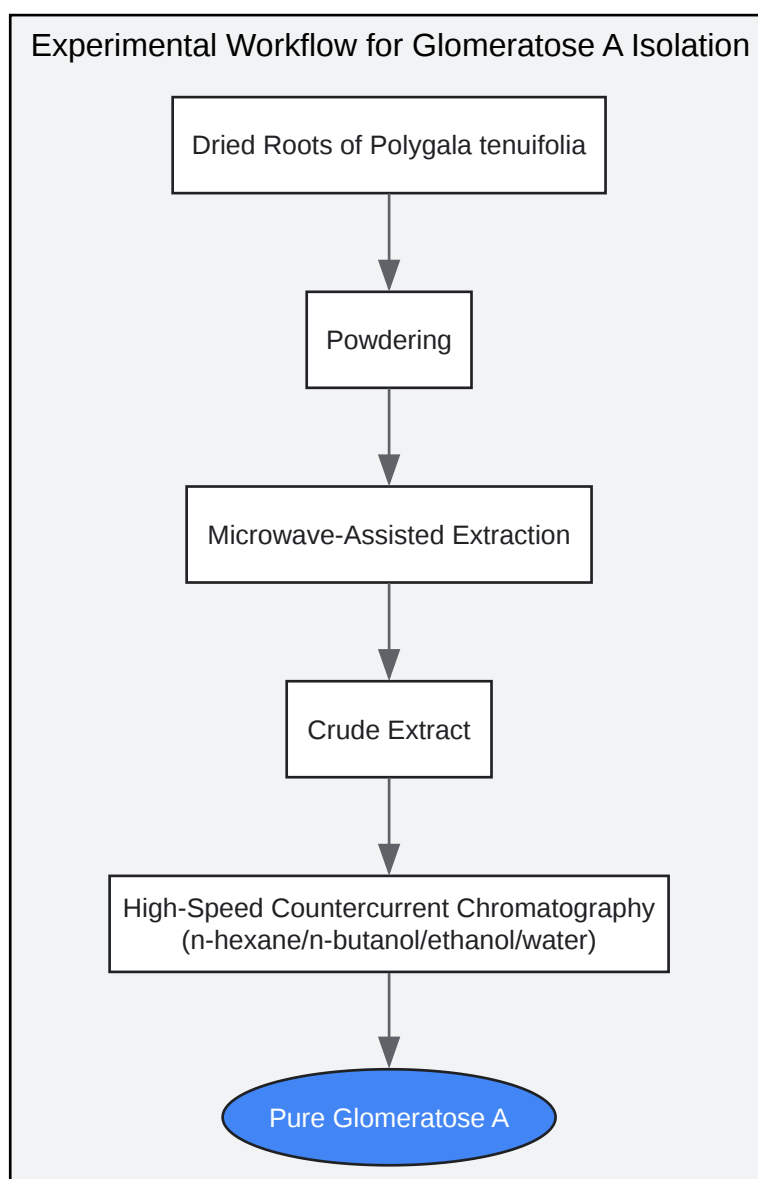 Experimental Workflow for Glomeratose A Isolation
Dried Roots of Polygala tenuifolia
Powdering
Microwave-Assisted Extraction
Crude Extract
High-Speed Countercurrent Chromatography
(n-hexane/n-butanol/ethanol/water)
Pure Glomeratose A